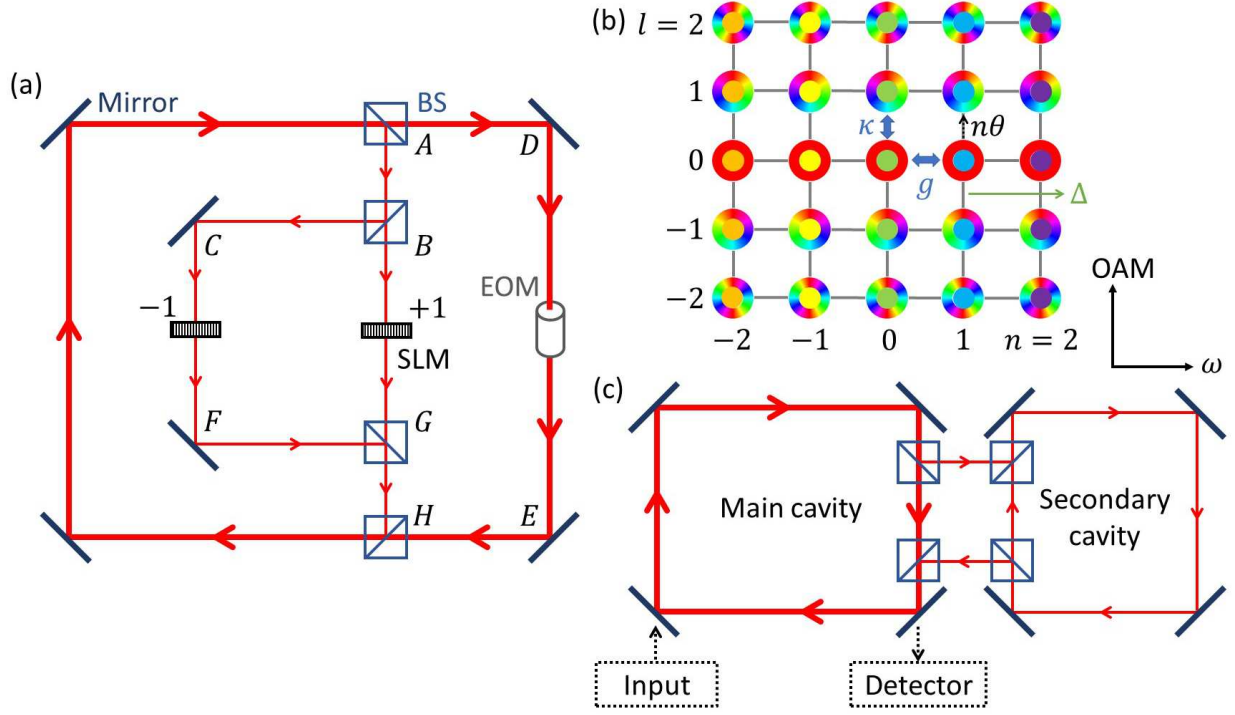 (a)
Mirror
BS
A
D
C
B
EOM
−1
+1
SLM
F
G
H
E
(b)
l = 2
1
κ
nθ
0
g
Δ
−1
−2
−2 −1 0 1 n = 2
OAM
ω
(c)
Main cavity
Secondary
cavity
Input
Detector